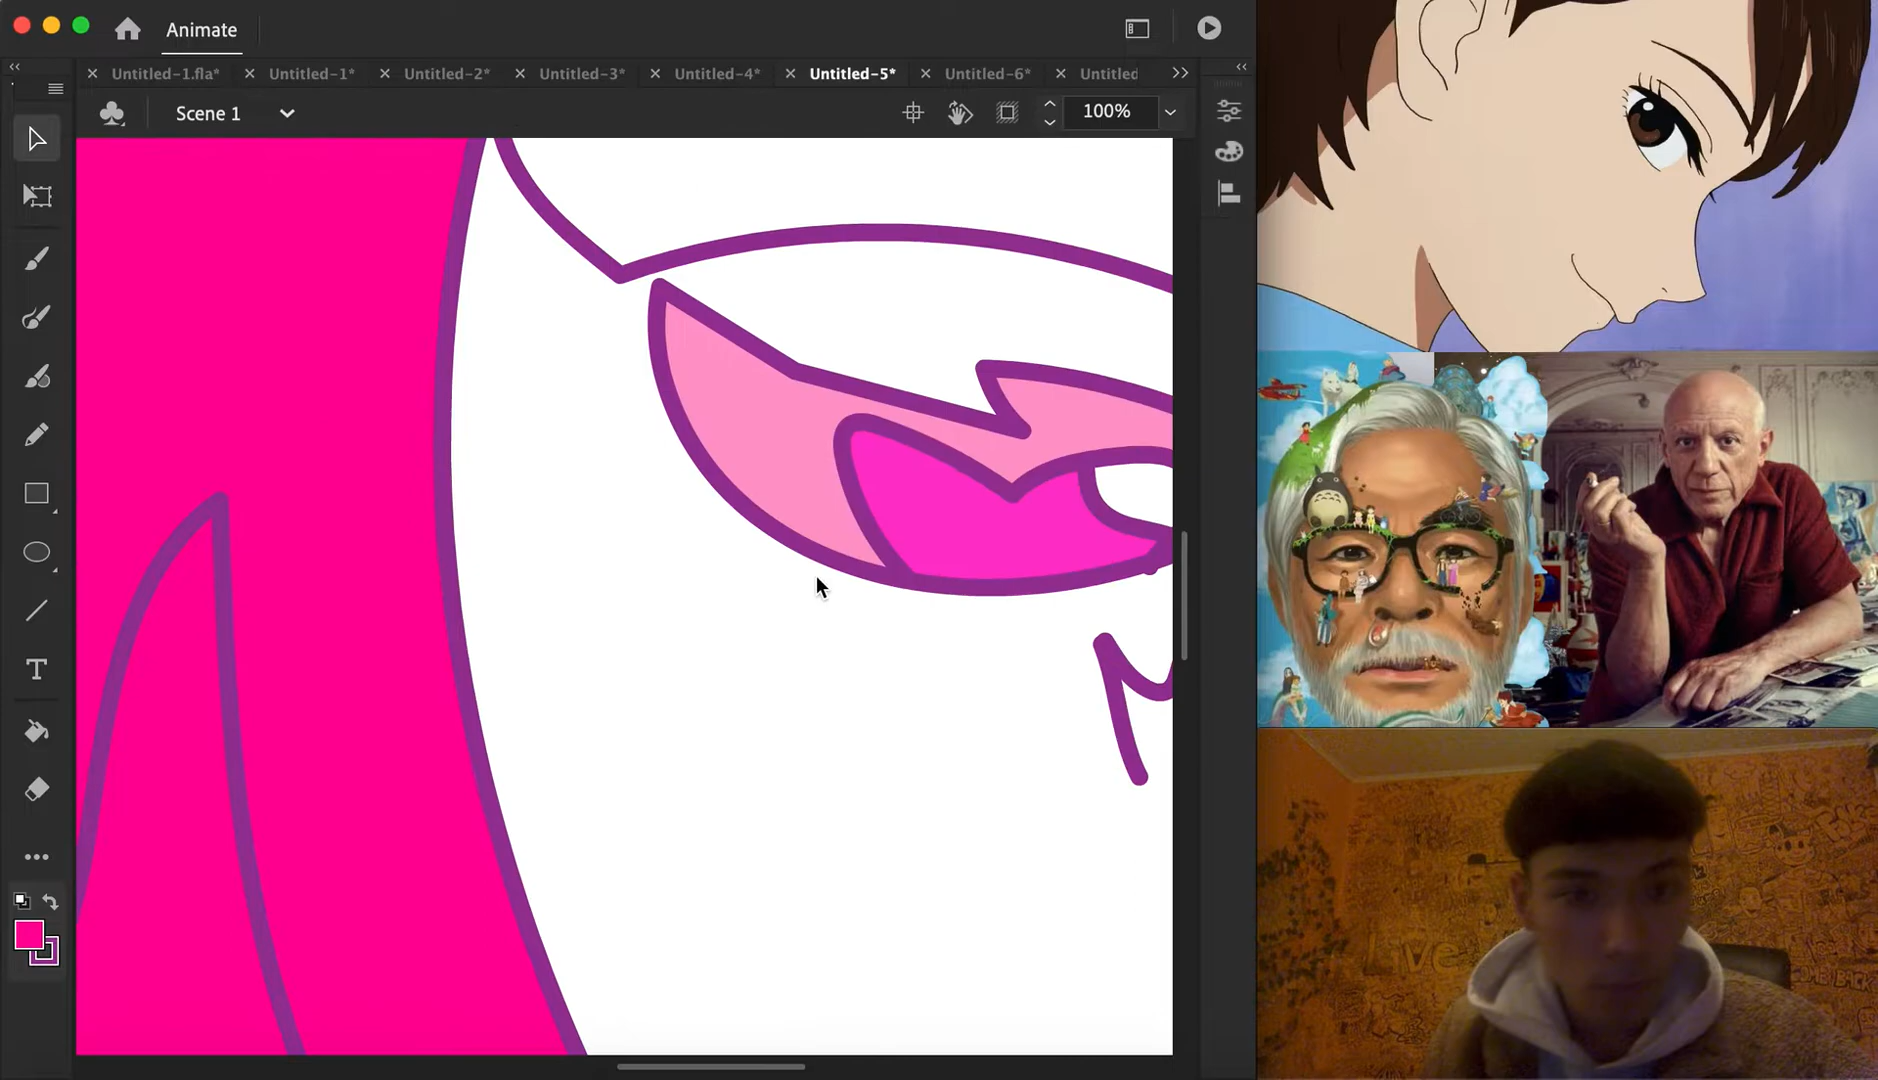 Animate
Untitled-1.fla*
Untitled-1*
Untitled-2*
Untitled-3*
Untitled-4*
Untitled-5*
Untitled-6*
Untitled
Scene 1
100%
T
Live